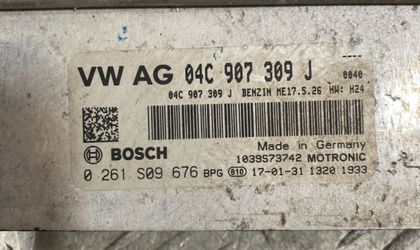 VW AG 04C 907 309 J
----
0040
04C 907 309 J BENZIN ME17.5.26 HW: H24
BOSCH
Made in Germany
1039S73742 MOTRONIC
0 261 S09 676 BPG 610 17-01-31 1320 1933